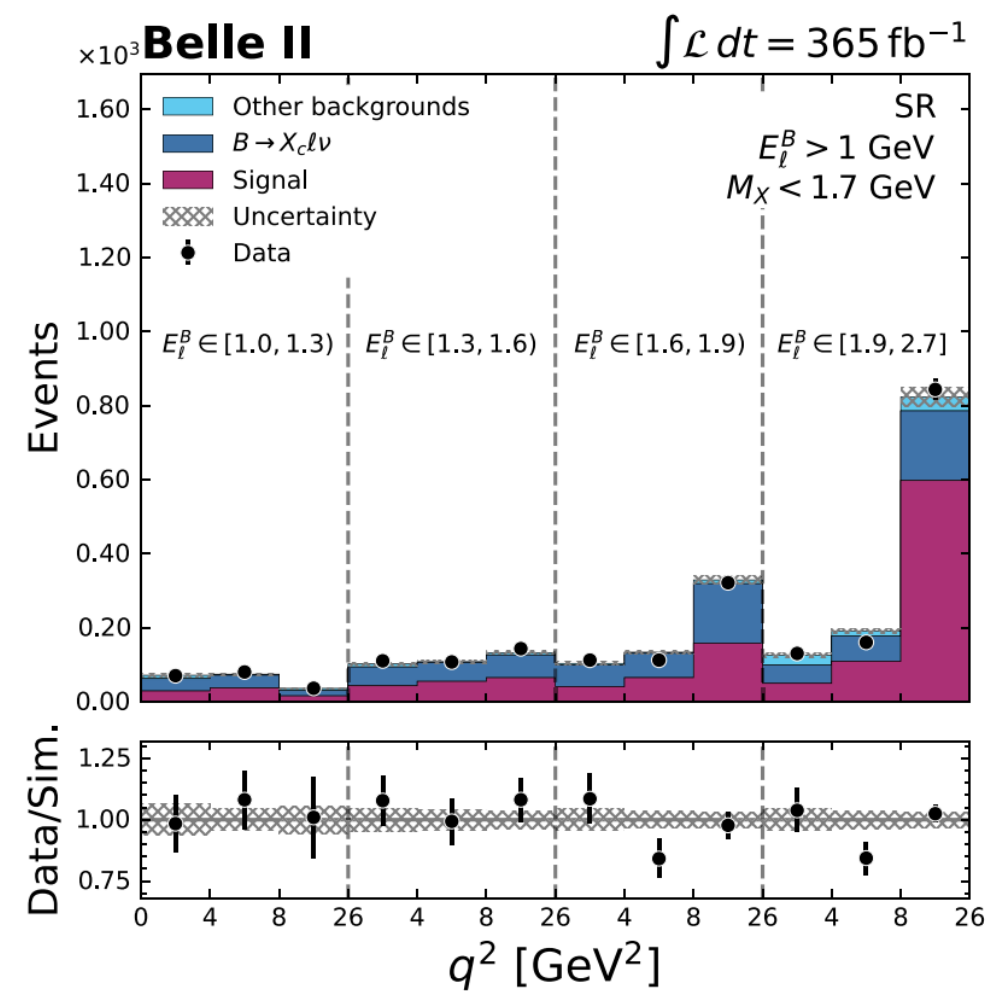 ×10³ Belle II ∫ℒ dt = 365 fb⁻¹
Other backgrounds
B → X_cℓν
Signal
Uncertainty
Data
SR
E_ℓ^B > 1 GeV
M_X < 1.7 GeV
E_ℓ^B ∈ [1.0, 1.3) E_ℓ^B ∈ [1.3, 1.6) E_ℓ^B ∈ [1.6, 1.9) E_ℓ^B ∈ [1.9, 2.7]
Events
1.60
1.40
1.20
1.00
0.80
0.60
0.40
0.20
0.00
Data/Sim.
1.25
1.00
0.75
0 4 8 26 4 8 26 4 8 26 4 8 26
q² [GeV²]